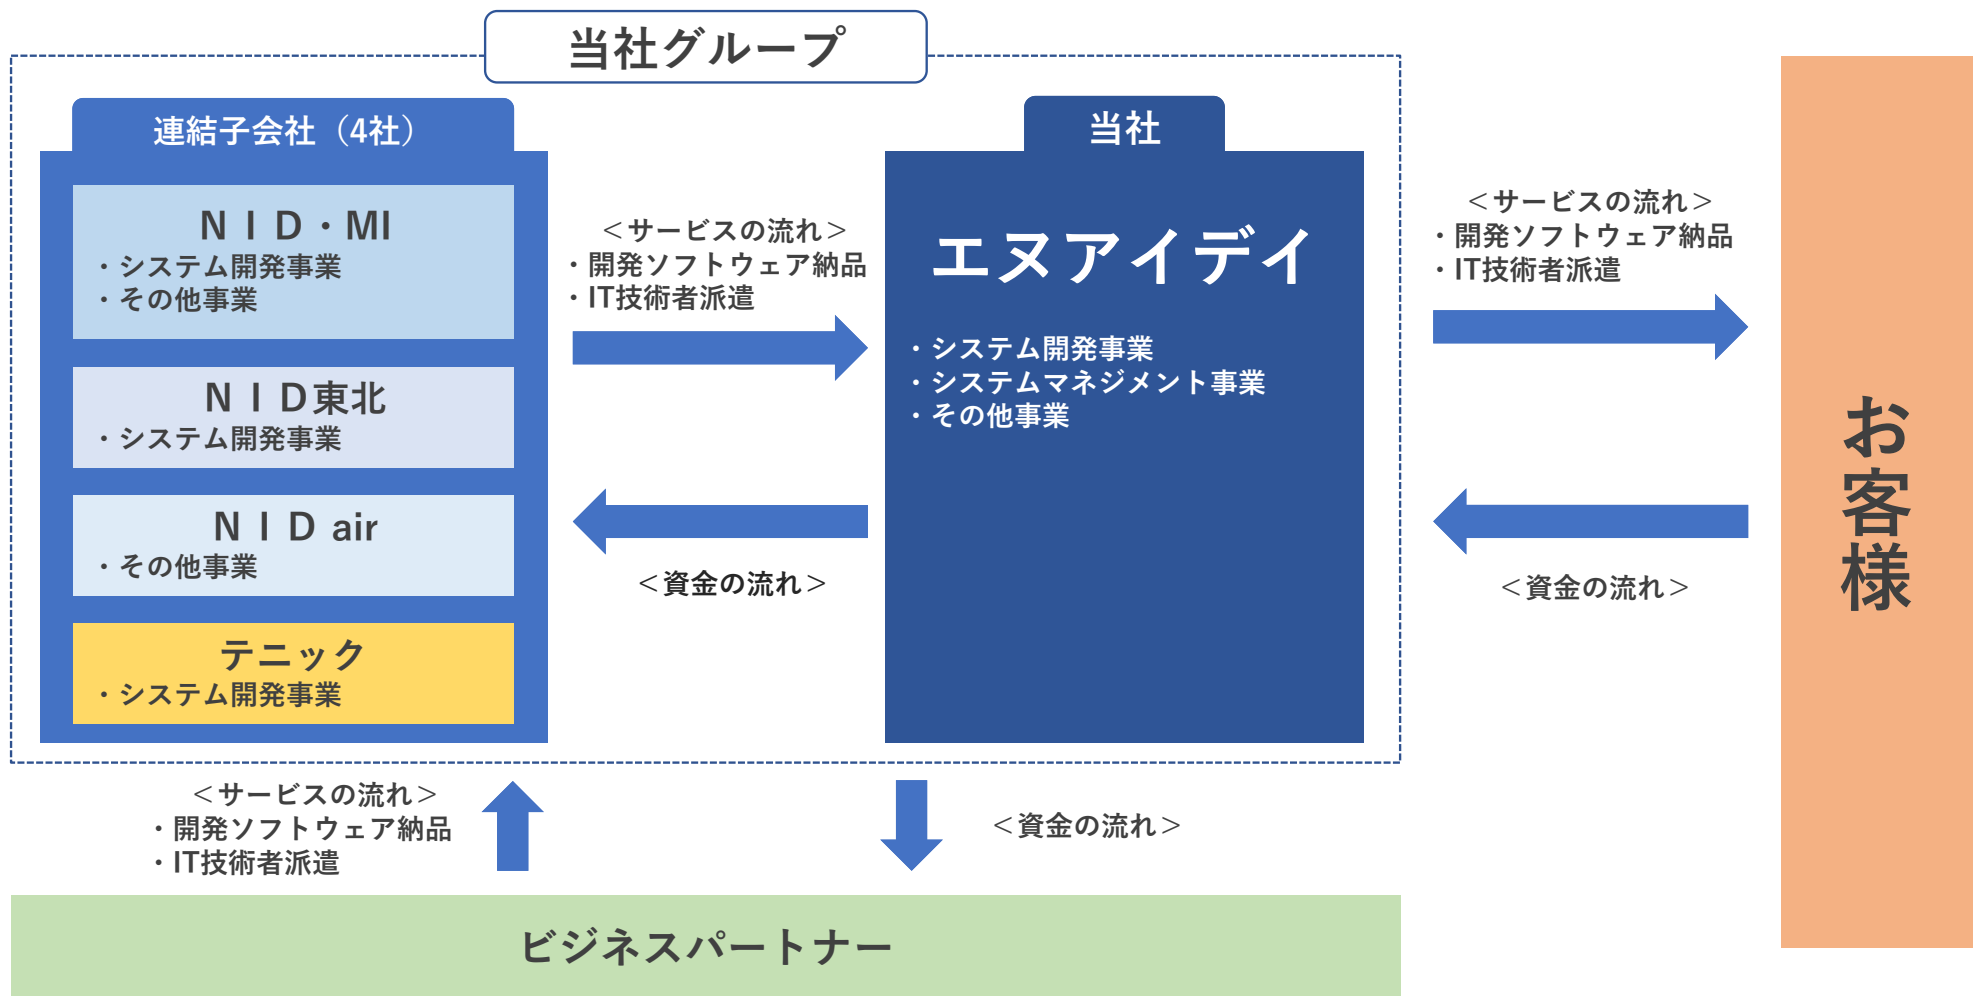 当社グループ
連結子会社（4社）
ＮＩＤ・MI
・システム開発事業
・その他事業
ＮＩＤ東北
・システム開発事業
ＮＩＤ air
・その他事業
テニック
・システム開発事業
＜サービスの流れ＞
・開発ソフトウェア納品
・IT技術者派遣
＜資金の流れ＞
当社
エヌアイデイ
・システム開発事業
・システムマネジメント事業
・その他事業
＜サービスの流れ＞
・開発ソフトウェア納品
・IT技術者派遣
＜資金の流れ＞
お客様
＜サービスの流れ＞
・開発ソフトウェア納品
・IT技術者派遣
＜資金の流れ＞
ビジネスパートナー